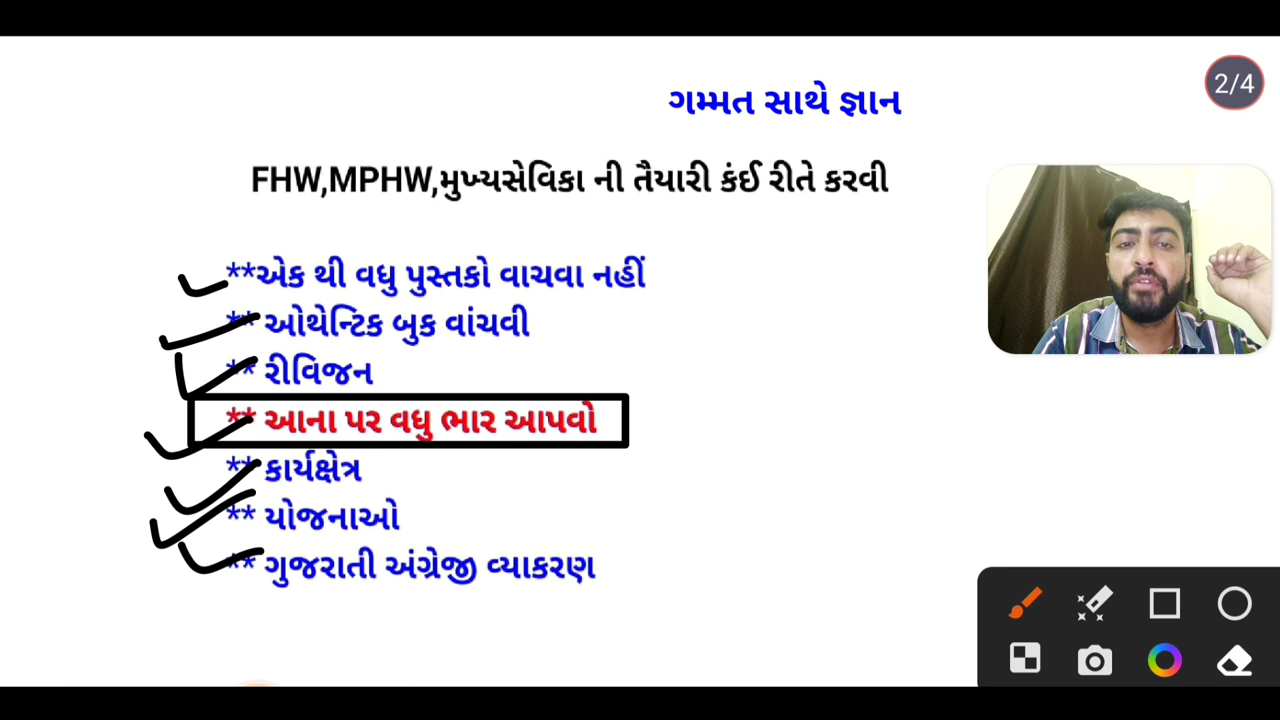 2/4
ગમ્મત સાથે જ્ઞાન
FHW,MPHW,મુખ્યસેવિકા ની તૈયારી કંઈ રીતે કરવી
**એક થી વધુ પુસ્તકો વાચવા નહીં
** ઓથેન્ટિક બુક વાંચવી
** રીવિજન
** આના પર વધુ ભાર આપવો
** કાર્યક્ષેત્ર
** યોજનાઓ
** ગુજરાતી અંગ્રેજી વ્યાકરણ